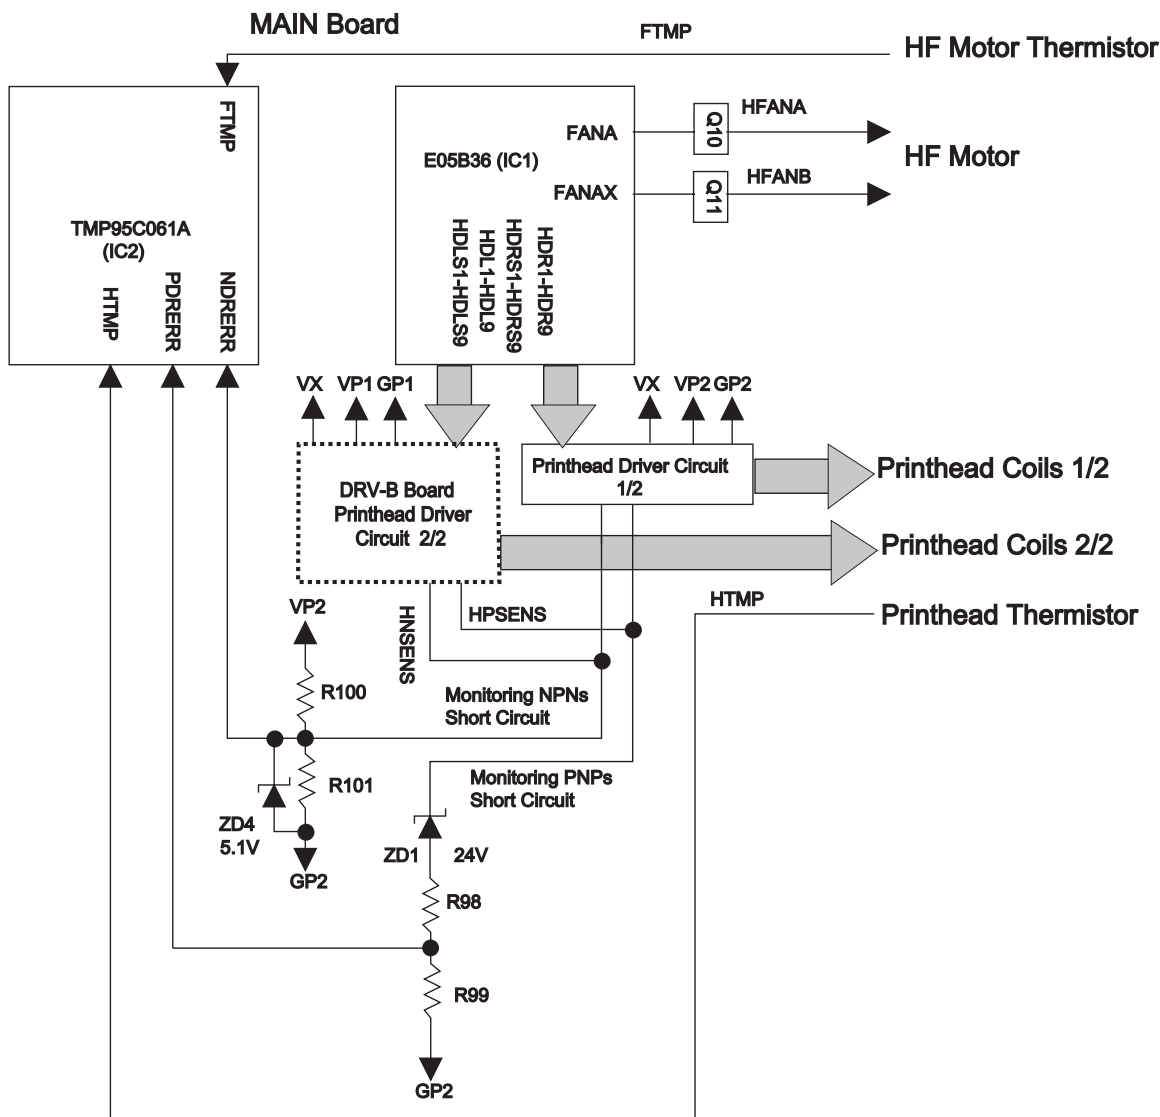 MAIN Board
FTMP
HF Motor Thermistor
FTMP
TMP95C061A
(IC2)
HTMP
PDRERR
NDRERR
E05B36 (IC1)
FANA
FANAX
HDLS1-HDLS9
HDL1-HDL9
HDRS1-HDRS9
HDR1-HDR9
Q10
HFANA
Q11
HFANB
HF Motor
VX
VP1
GP1
VX
VP2
GP2
DRV-B Board
Printhead Driver
Circuit 2/2
Printhead Driver Circuit
1/2
Printhead Coils 1/2
Printhead Coils 2/2
HTMP
Printhead Thermistor
HNSENS
HPSENS
VP2
R100
Monitoring NPNs
Short Circuit
R101
ZD4
5.1V
GP2
Monitoring PNPs
Short Circuit
ZD1
24V
R98
R99
GP2